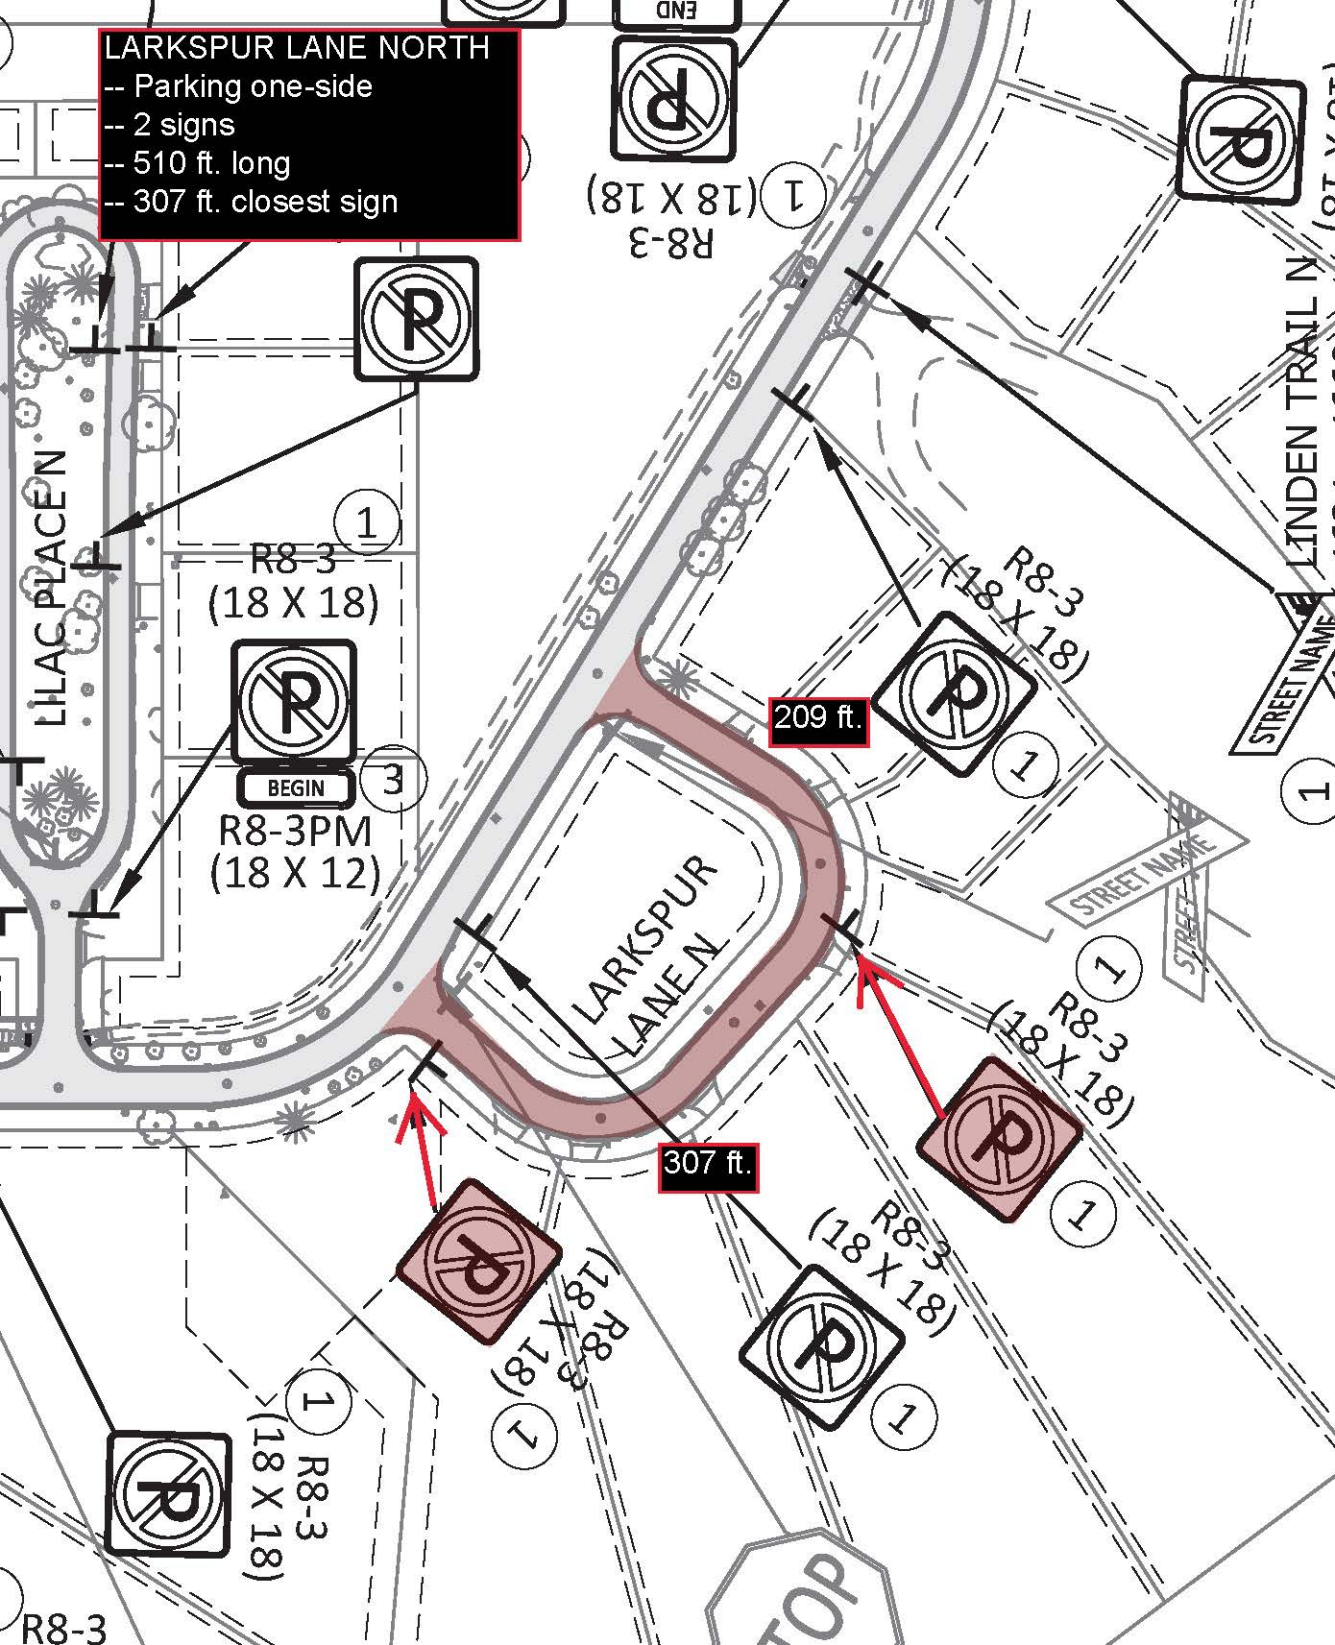 END
LARKSPUR LANE NORTH
-- Parking one-side
-- 2 signs
-- 510 ft. long
-- 307 ft. closest sign
P
P
P
1
(18 X 18)
R8-3
LINDEN TRAIL N
LILAC PLACE N
1
R8-3
(18 X 18)
P
BEGIN
3
R8-3PM
(18 X 12)
R8-3
(18 X 18)
P
1
209 ft.
STREET NAME
1
STREET NAME
STREET
LARKSPUR
LANE N
1
R8-3
(18 X 18)
P
1
307 ft.
P
R8-3
(18 X 18)
1
R8-3
(18 X 18)
P
1
1
R8-3
(18 X 18)
P
TOP
R8-3